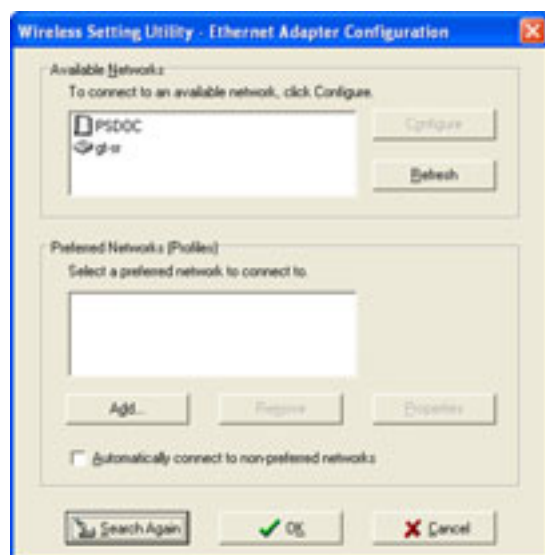 Wireless Setting Utility - Ethernet Adapter Configuration
Available Networks
To connect to an available network, click Configure.
PSDOC
gt-sr
Configure
Refresh
Preferred Networks (Profiles)
Select a preferred network to connect to.
Add...
Remove
Properties
Automatically connect to non-preferred networks
Search Again
OK
Cancel